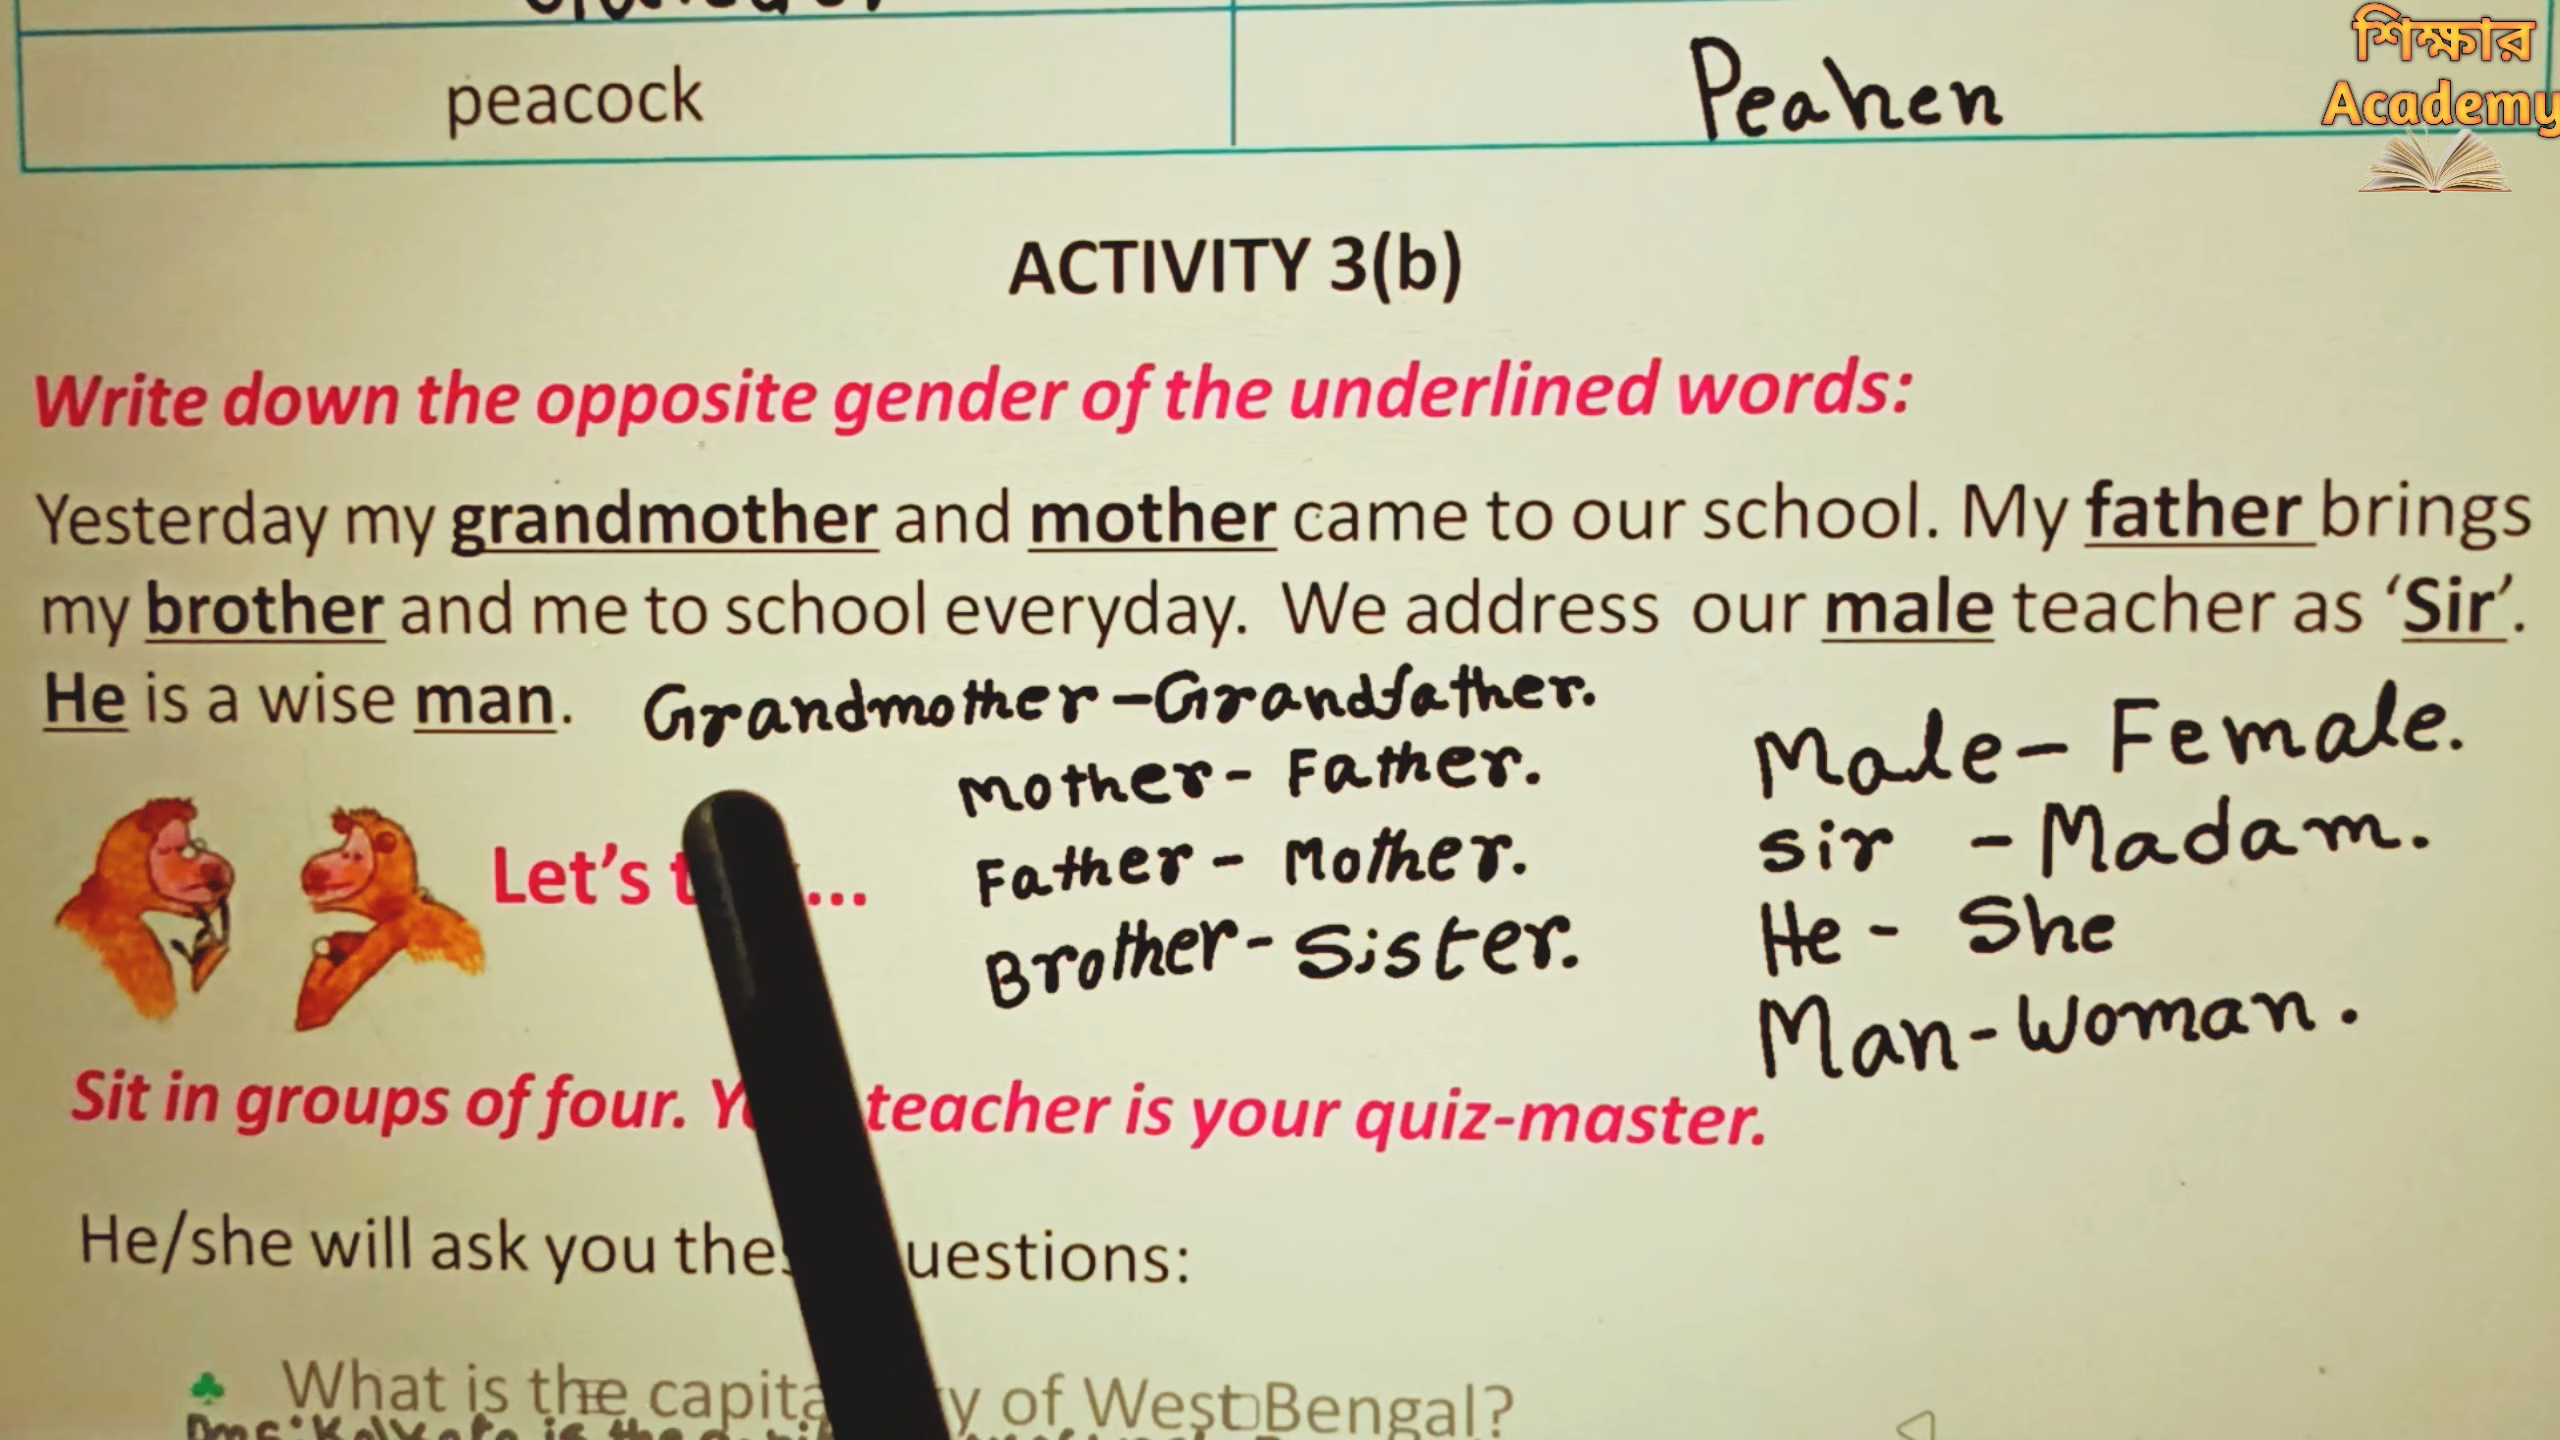 peacock
Peahen
শিক্ষার
Academy
ACTIVITY 3(b)
Write down the opposite gender of the underlined words:
Yesterday my grandmother and mother came to our school. My father brings
my brother and me to school everyday. We address our male teacher as ‘Sir’.
He is a wise man.
Grandmother - Grandfather.
Mother - Father.
Father - Mother.
Brother - Sister.
Male - Female.
Sir - Madam.
He - She
Man - Woman.
Let’s
...
Sit in groups of four.
teacher is your quiz-master.
He/she will ask you
What is the
of West Bengal?